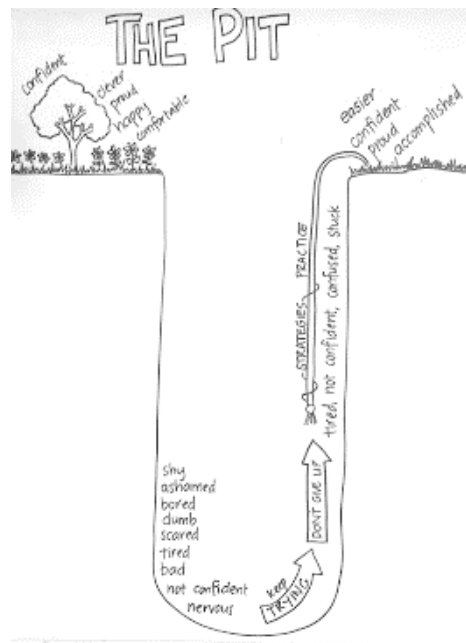 THE PIT
confident
clever
proud
happy
comfortable
easier
confident
proud
accomplished
STRATEGIES PRACTICE
tired, not confident, confused, stuck
shy
ashamed
bored
dumb
scared
tired
bad
not confident
nervous
KEEP
TRYING
DON'T GIVE UP